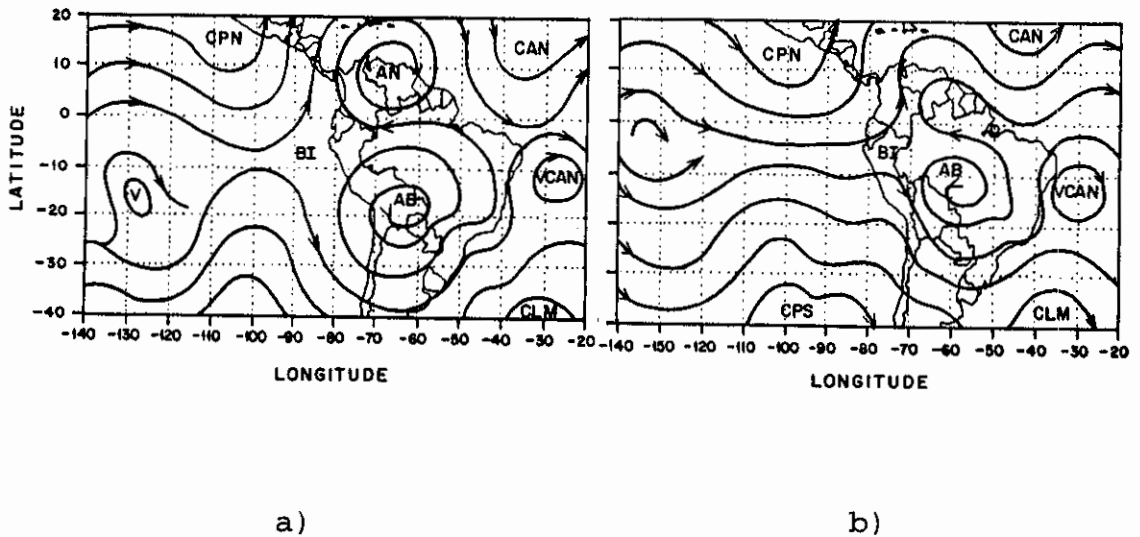 20
10
0
-10
-20
-30
-40
LATITUDE
CPN
CAN
AN
BI
V
AB
VCAN
CLM
-140 -130 -120 -110 -100 -90 -80 -70 -60 -50 -40 -30 -20
LONGITUDE
CPN
CAN
BI
AB
VCAN
CPS
CLM
-140 -150 -120 -110 -100 -90 -80 -70 -60 -50 -40 -30 -20
LONGITUDE
a)
b)